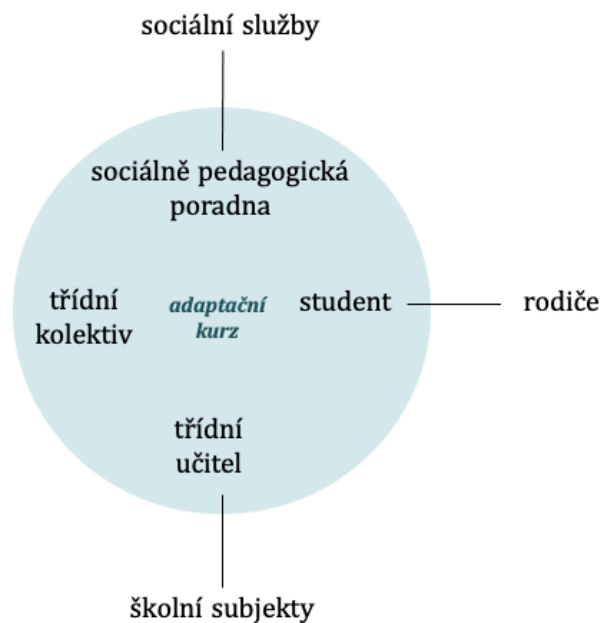 sociální služby
sociálně pedagogická
poradna
třídní
kolektiv
adaptační
kurz
student
rodiče
třídní
učitel
školní subjekty